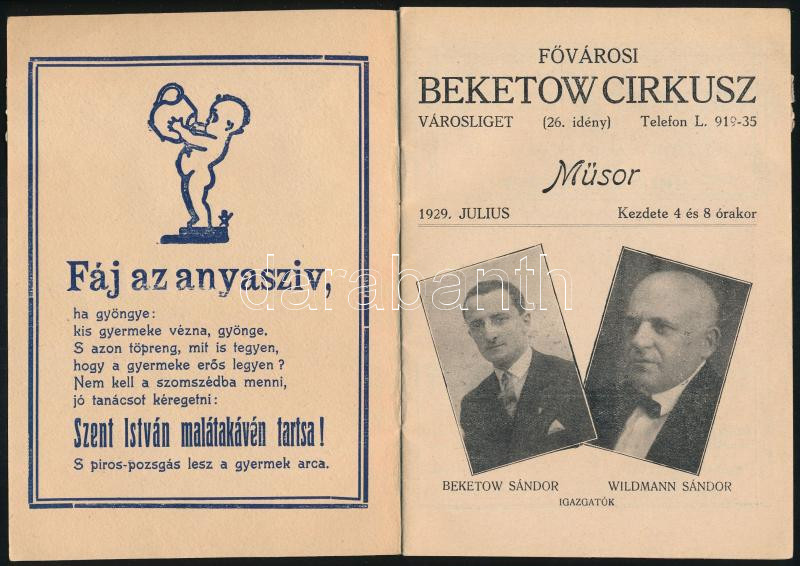 Fáj az anyasziv,
ha gyöngye:
kis gyermeke vézna, gyönge.
S azon töpreng, mit is tegyen,
hogy a gyermeke erős legyen?
Nem kell a szomszédba menni,
jó tanácsot kéregetni:
Szent István malátakávén tartsa!
S piros-pozsgás lesz a gyermek arca.
FŐVÁROSI
BEKETOW CIRKUSZ
VÁROSLIGET (26. idény) Telefon L. 919-35
Műsor
1929. JULIUS Kezdete 4 és 8 órakor
BEKETOW SÁNDOR WILDMANN SÁNDOR
IGAZGATÓK
darabanth